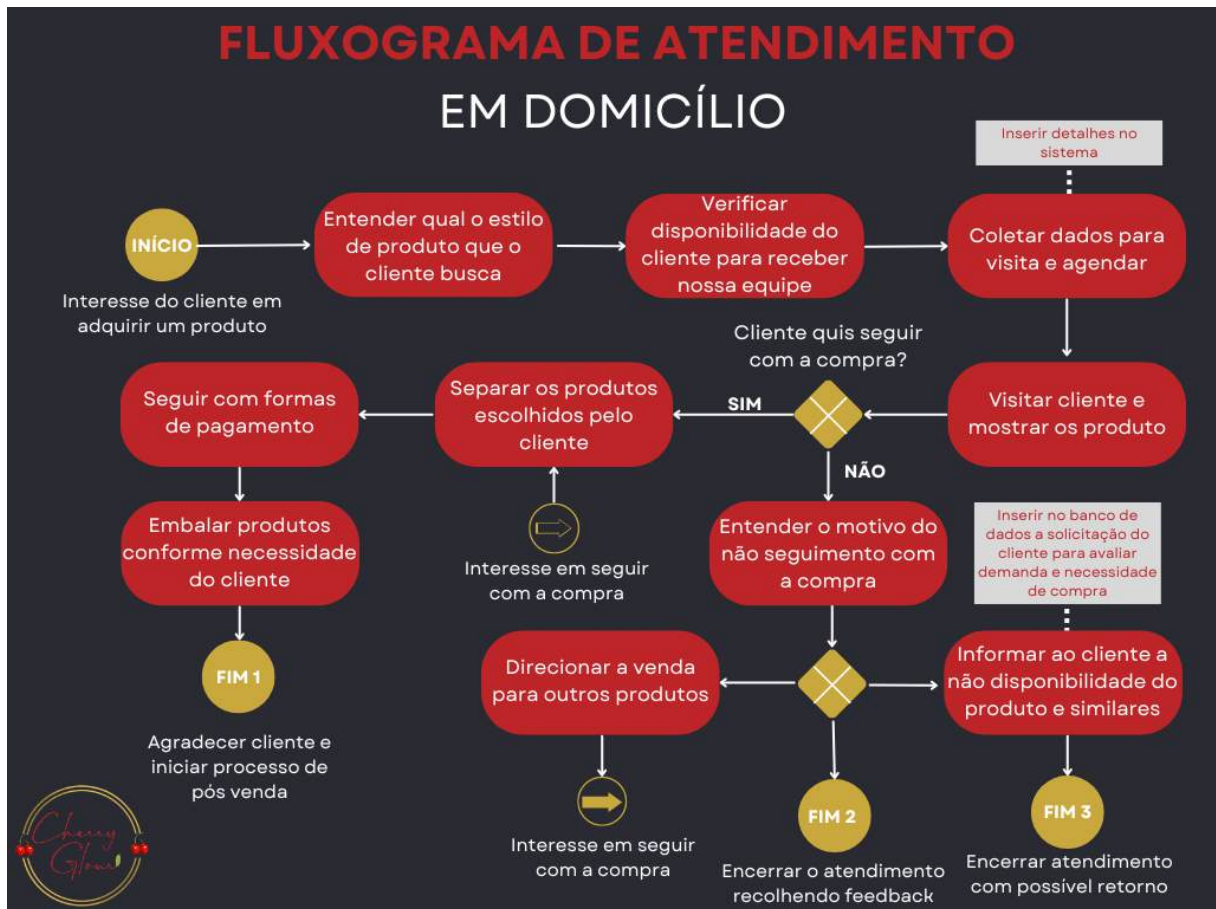 FLUXOGRAMA DE ATENDIMENTO
EM DOMICÍLIO
Inserir detalhes no
sistema
INÍCIO
Interesse do cliente em
adquirir um produto
Entender qual o estilo
de produto que o
cliente busca
Verificar
disponibilidade do
cliente para receber
nossa equipe
Coletar dados para
visita e agendar
Visitar cliente e
mostrar os produto
Cliente quis seguir
com a compra?
SIM
NÃO
Separar os produtos
escolhidos pelo
cliente
Interesse em seguir
com a compra
Seguir com formas
de pagamento
Embalar produtos
conforme necessidade
do cliente
FIM 1
Agradecer cliente e
iniciar processo de
pós venda
Entender o motivo do
não seguimento com
a compra
Direcionar a venda
para outros produtos
Interesse em seguir
com a compra
FIM 2
Encerrar o atendimento
recolhendo feedback
Inserir no banco de
dados a solicitação do
cliente para avaliar
demanda e necessidade
de compra
Informar ao cliente a
não disponibilidade do
produto e similares
FIM 3
Encerrar atendimento
com possível retorno
Cherry